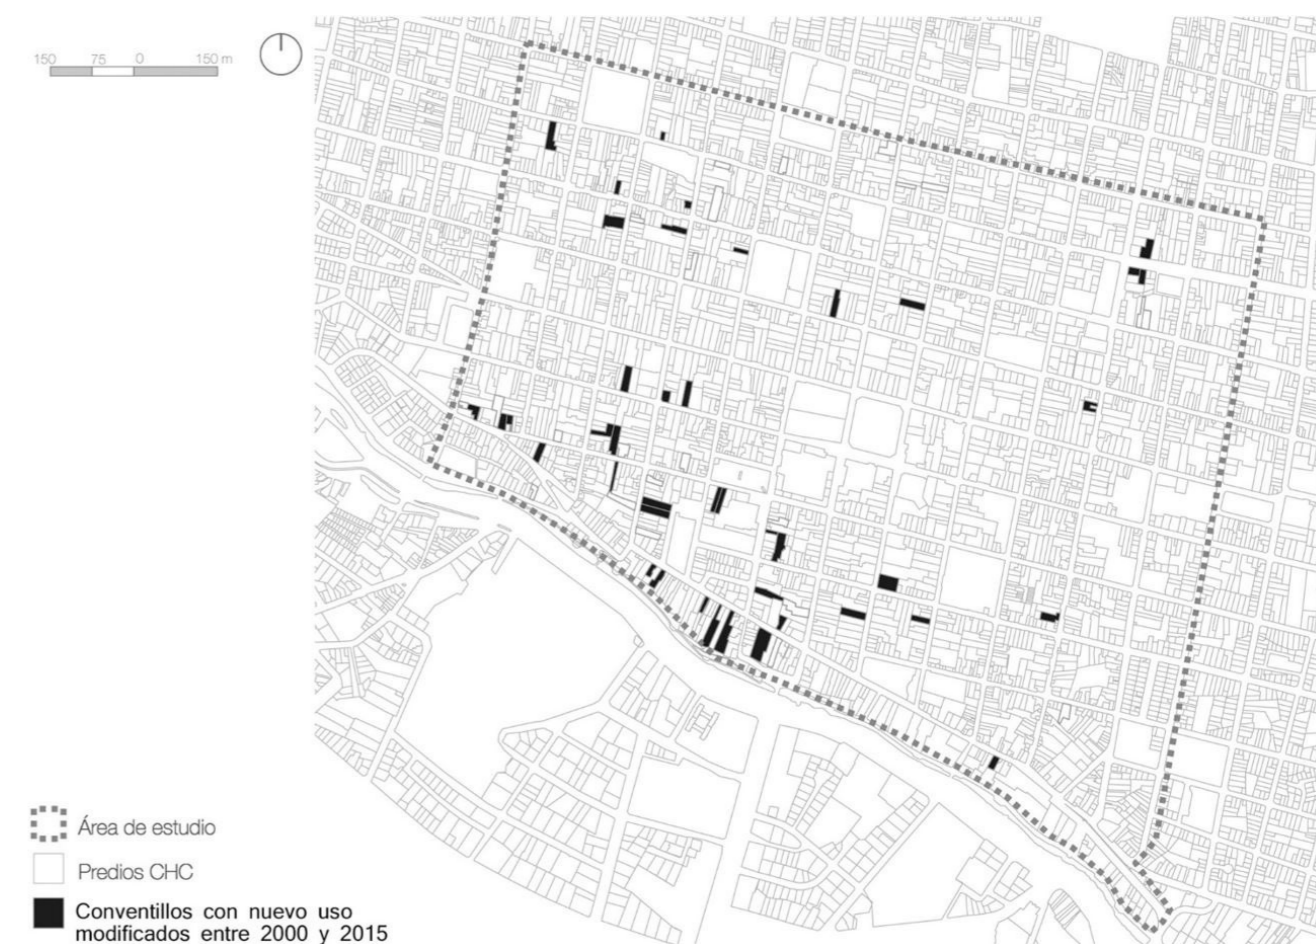 150 75 0 150 m
Área de estudio
Predios CHC
Conventillos con nuevo uso
modificados entre 2000 y 2015